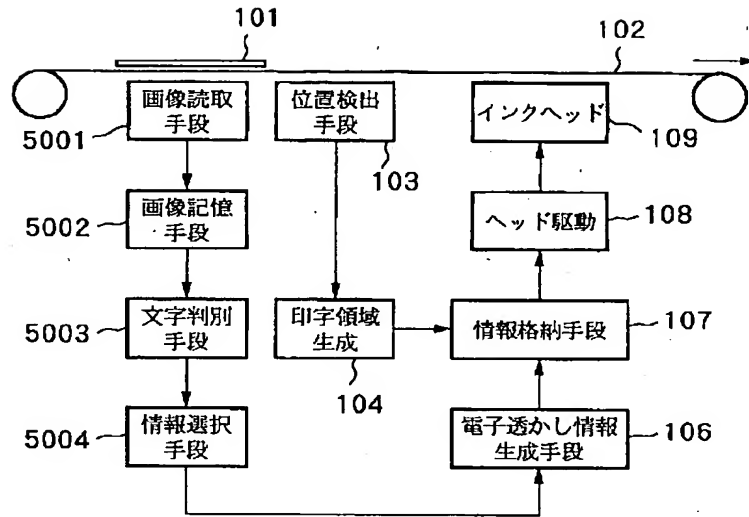 101
102
画像読取
手段
5001
位置検出
手段
103
インクヘッド
109
画像記憶
手段
5002
ヘッド駆動
108
文字判別
手段
5003
印字領域
生成
104
情報格納手段
107
情報選択
手段
5004
電子透かし情報
生成手段
106